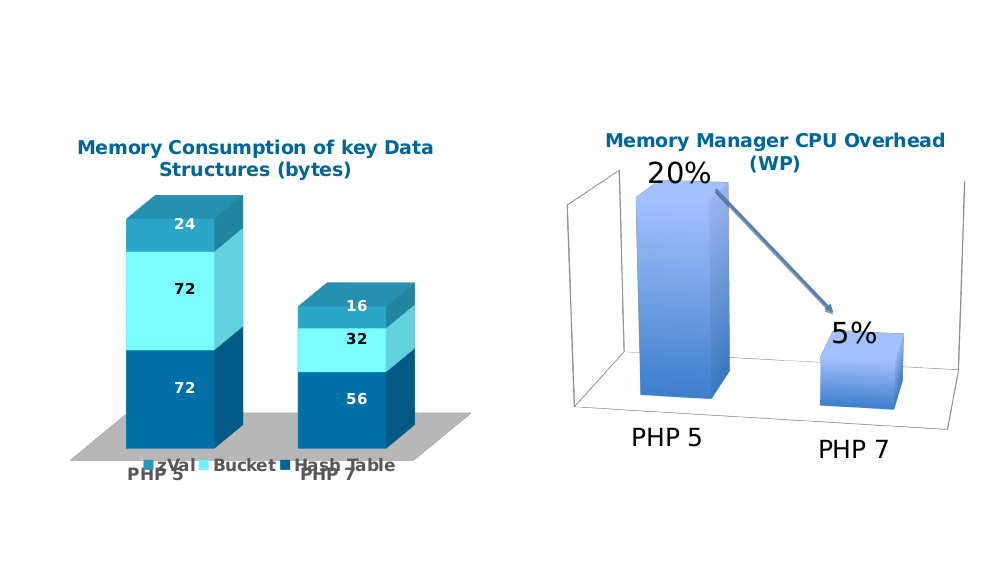 Memory Consumption of key Data
Structures (bytes)
24
72
72
16
32
56
zVal Bucket Hash Table
PHP 5 PHP 7
Memory Manager CPU Overhead
(WP)
20%
5%
PHP 5
PHP 7